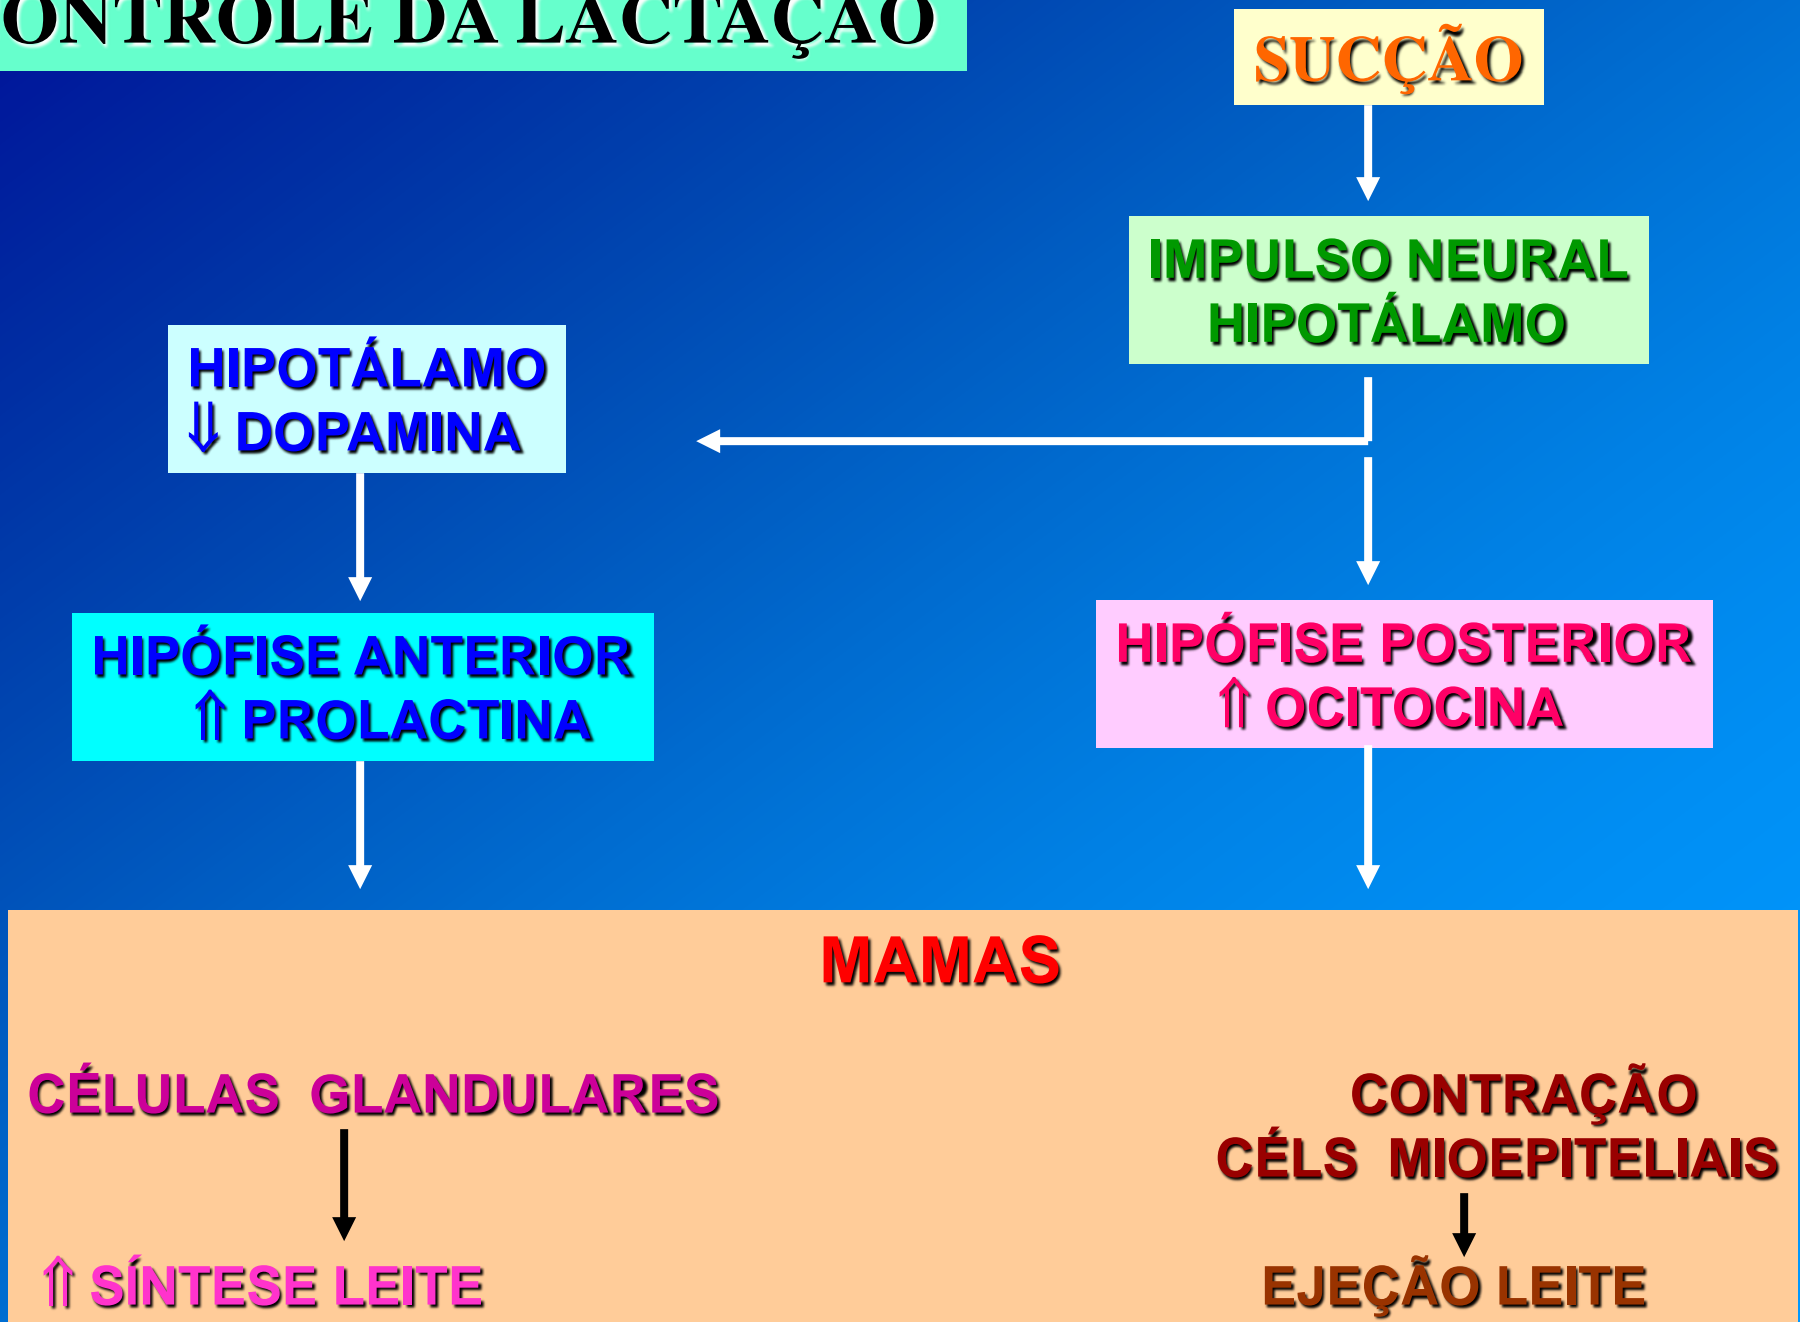 ONTROLE DA LACTAÇÃO
SUCÇÃO
IMPULSO NEURAL
HIPOTÁLAMO
HIPOTÁLAMO
⇓ DOPAMINA
HIPÓFISE ANTERIOR
⇑ PROLACTINA
HIPÓFISE POSTERIOR
⇑ OCITOCINA
MAMAS
CÉLULAS GLANDULARES
⇑ SÍNTESE LEITE
CONTRAÇÃO
CÉLS MIOEPITELIAIS
EJEÇÃO LEITE